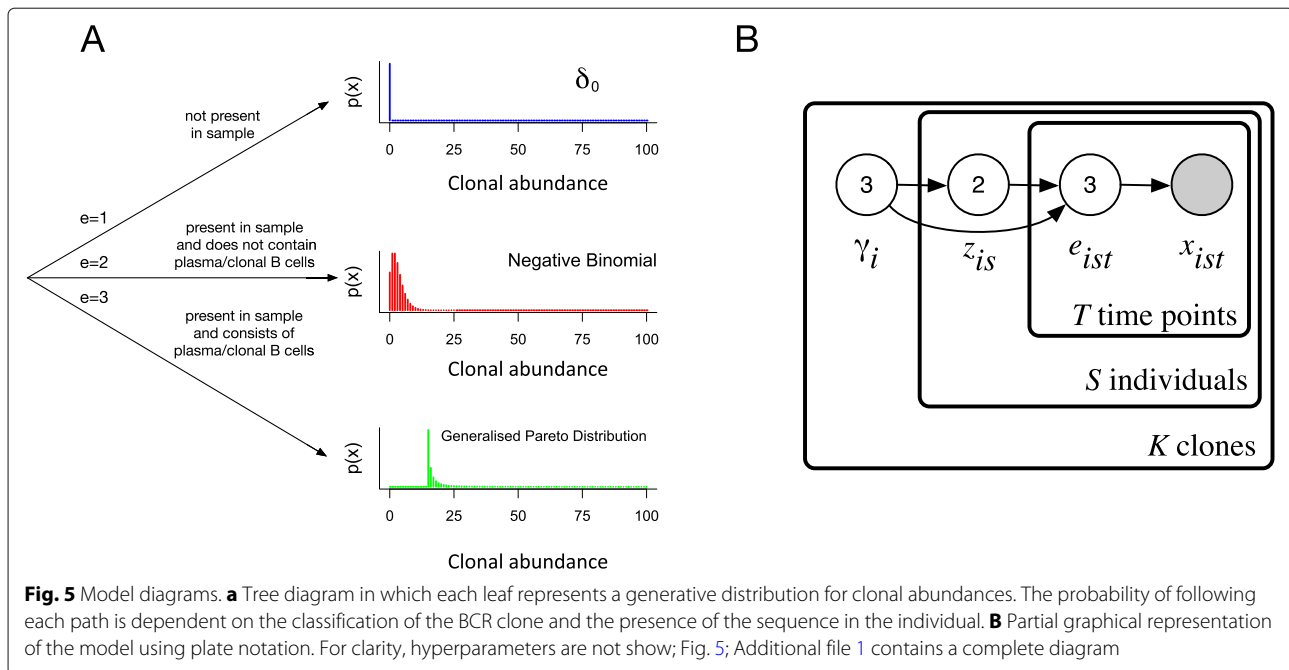 A
not present
in sample
e=1
present in sample
and does not contain
plasma/clonal B cells
e=2
e=3
present in sample
and consists of
plasma/clonal B cells
p(x)
δ0
0 25 50 75 100
Clonal abundance
p(x)
Negative Binomial
0 25 50 75 100
Clonal abundance
p(x)
Generalised Pareto Distribution
0 25 50 75 100
Clonal abundance
B
3 2 3
γi zis eist xist
T time points
S individuals
K clones
Fig. 5 Model diagrams. a Tree diagram in which each leaf represents a generative distribution for clonal abundances. The probability of following
each path is dependent on the classification of the BCR clone and the presence of the sequence in the individual. B Partial graphical representation
of the model using plate notation. For clarity, hyperparameters are not show; Fig. 5; Additional file 1 contains a complete diagram